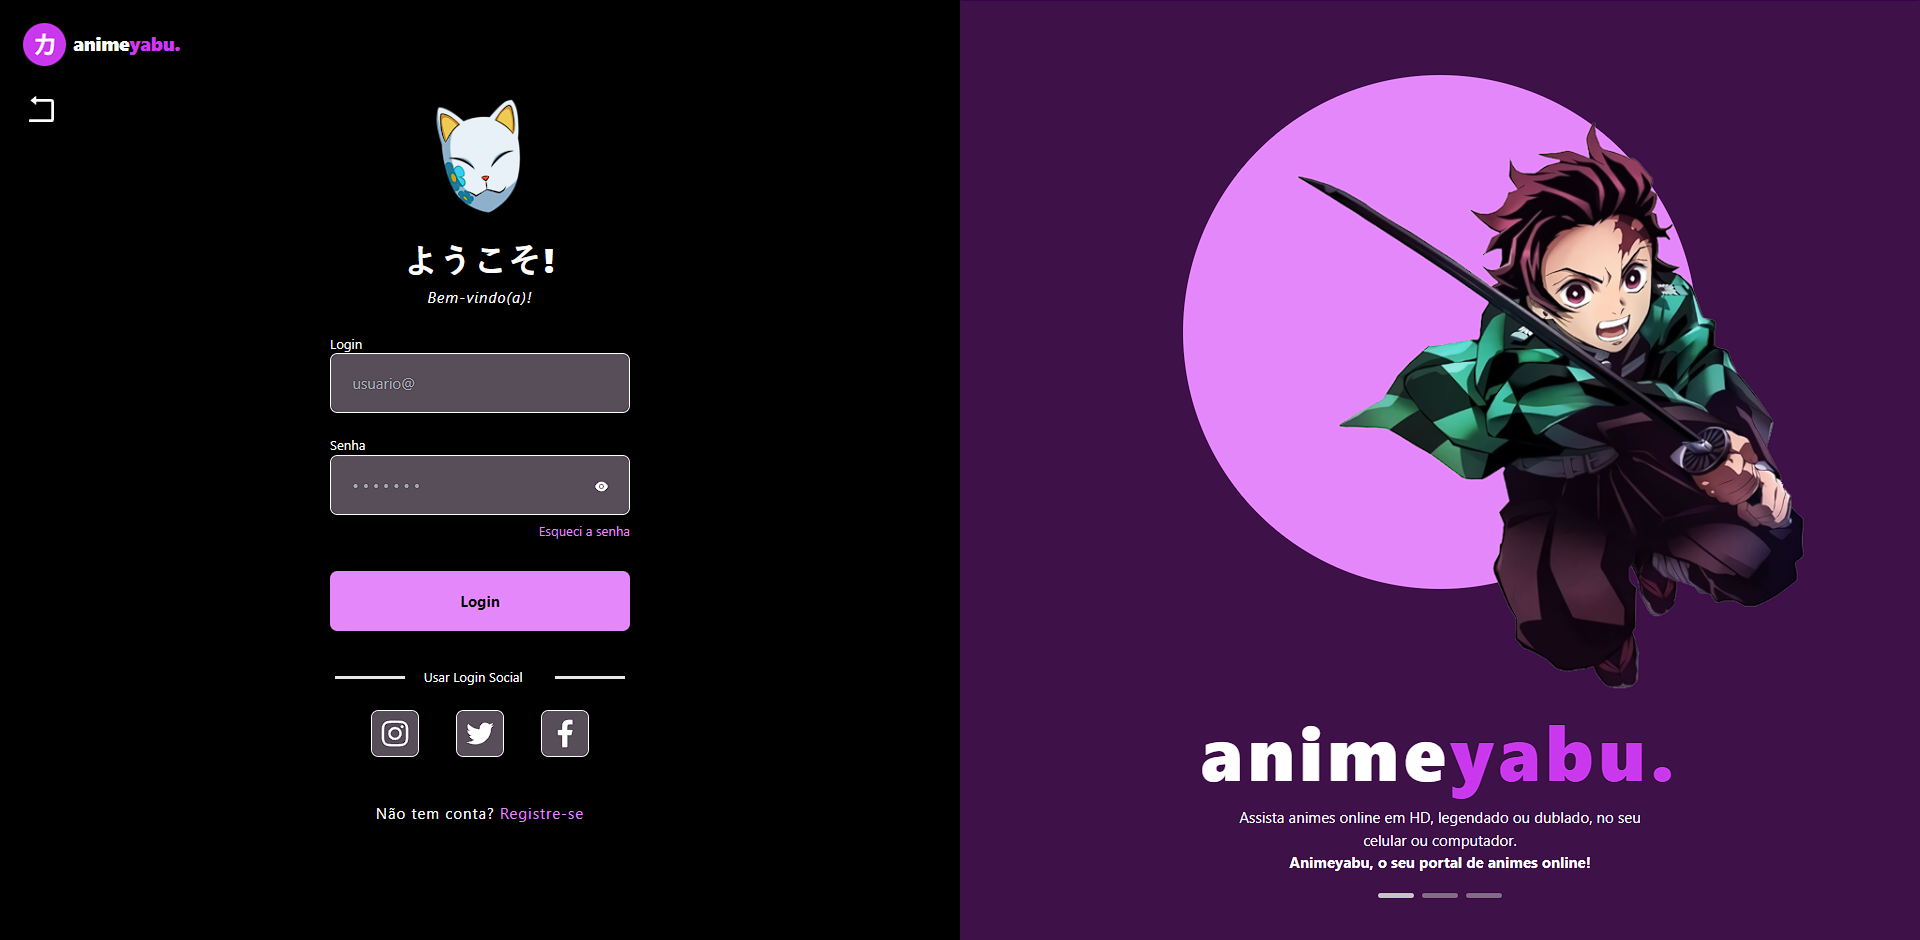 カ animeyabu.
ようこそ!
Bem-vindo(a)!
Login
usuario@
Senha
•••••••
Esqueci a senha
Login
Usar Login Social
Não tem conta? Registre-se
animeyabu.
Assista animes online em HD, legendado ou dublado, no seu
celular ou computador.
Animeyabu, o seu portal de animes online!